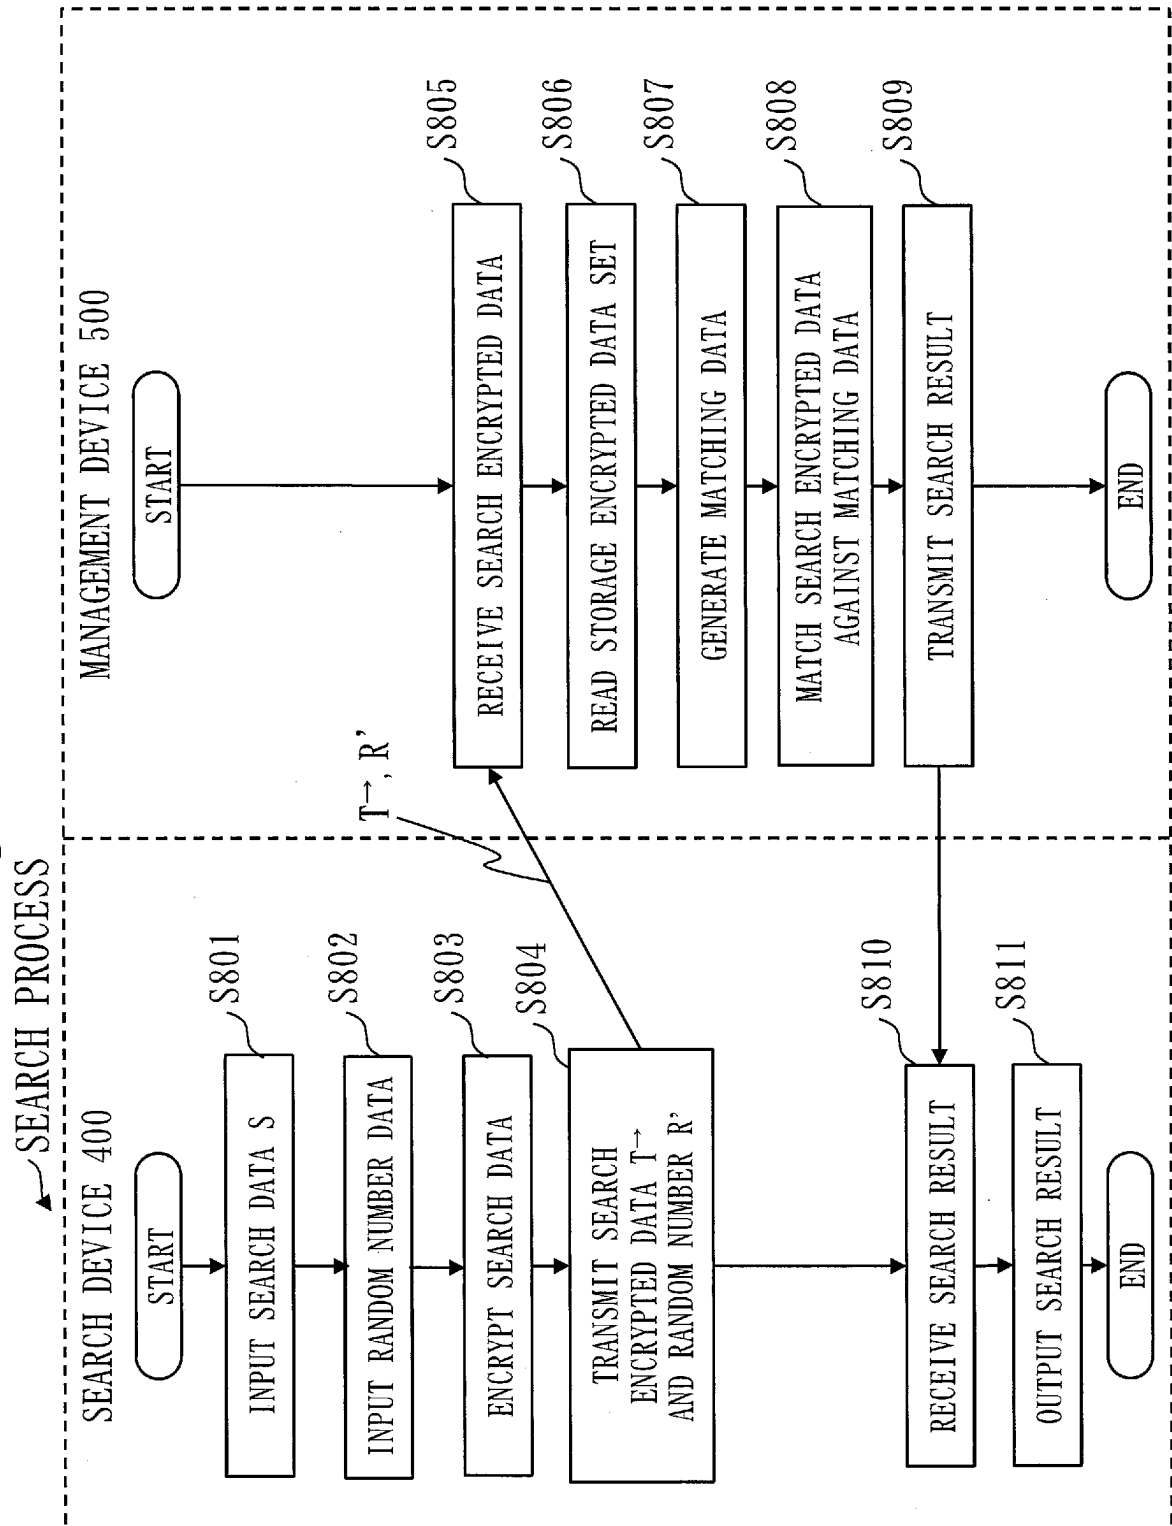 SEARCH PROCESS
SEARCH DEVICE 400
START
INPUT SEARCH DATA S
S801
INPUT RANDOM NUMBER DATA
S802
ENCRYPT SEARCH DATA
S803
TRANSMIT SEARCH
ENCRYPTED DATA T→
AND RANDOM NUMBER R'
S804
T→, R'
RECEIVE SEARCH RESULT
S810
OUTPUT SEARCH RESULT
S811
END
MANAGEMENT DEVICE 500
START
RECEIVE SEARCH ENCRYPTED DATA
S805
READ STORAGE ENCRYPTED DATA SET
S806
GENERATE MATCHING DATA
S807
MATCH SEARCH ENCRYPTED DATA
AGAINST MATCHING DATA
S808
TRANSMIT SEARCH RESULT
S809
END